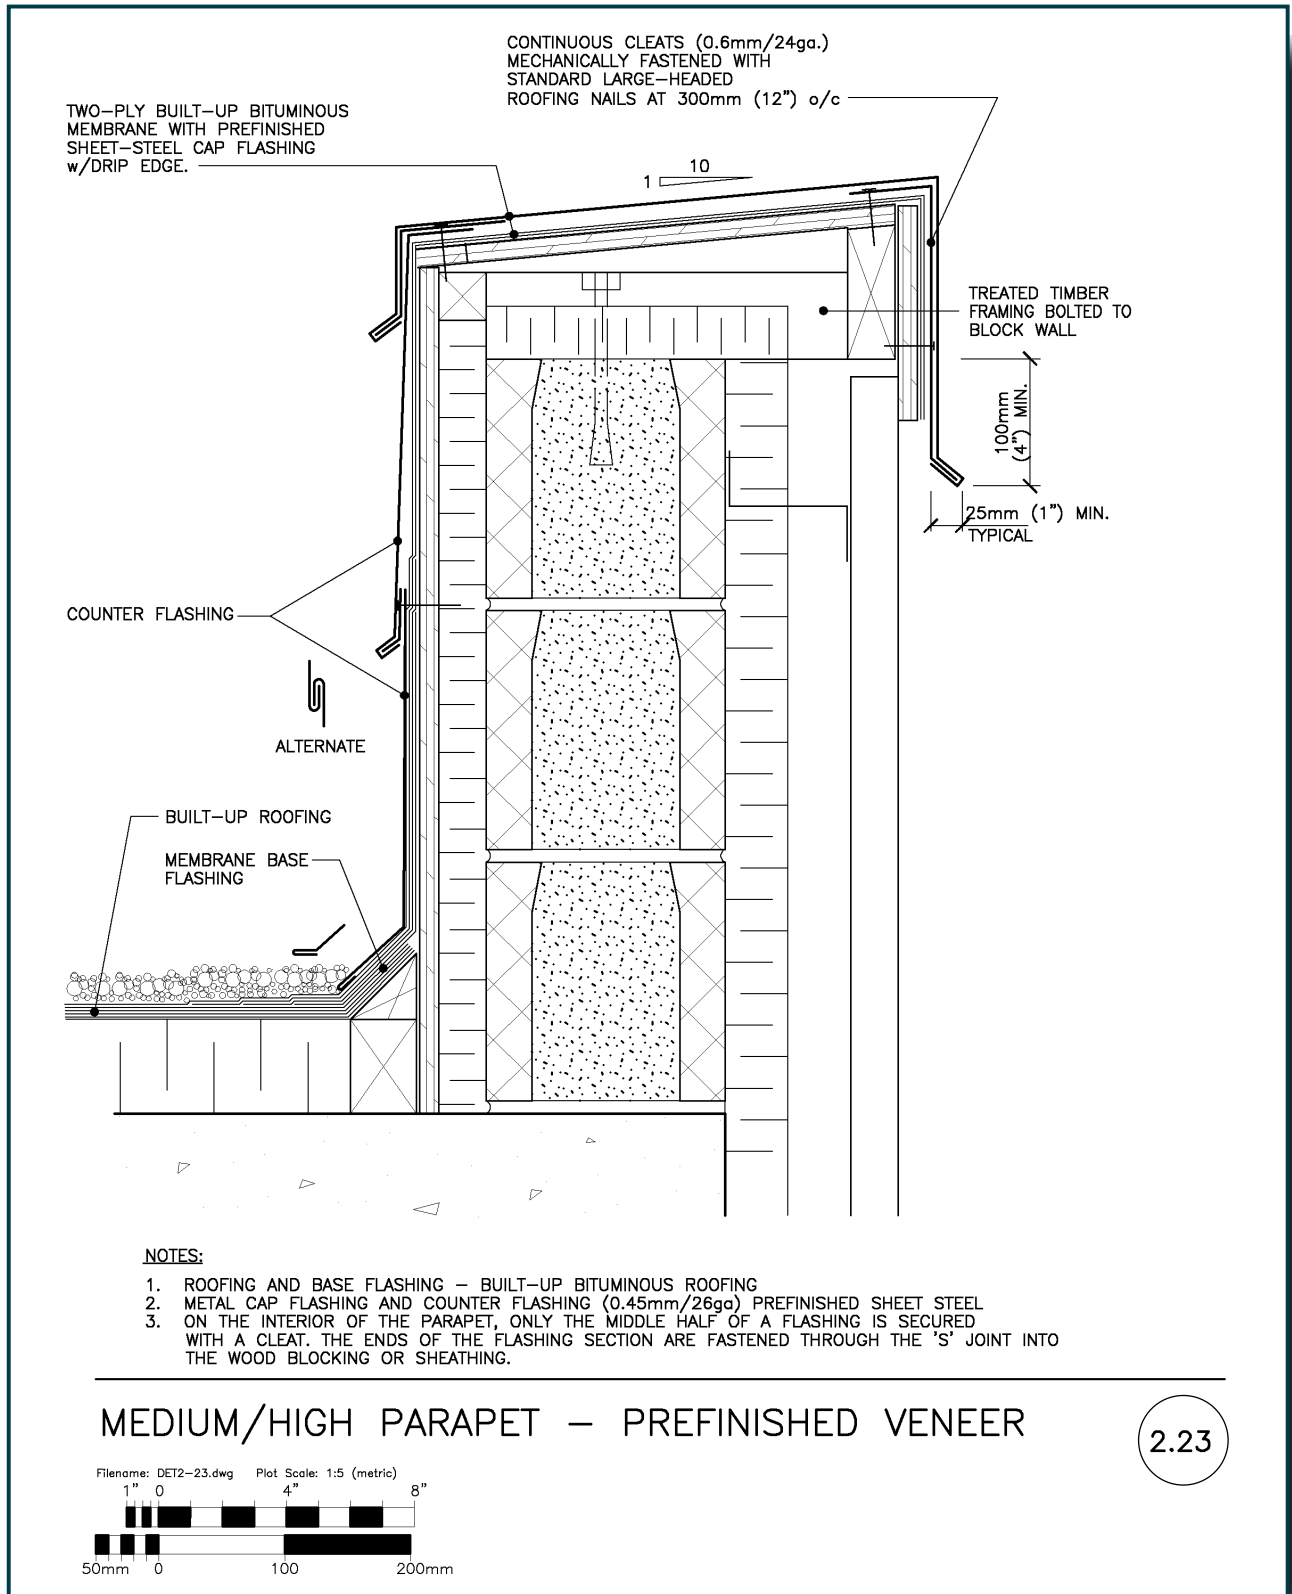 CONTINUOUS CLEATS (0.6mm/24ga.)
MECHANICALLY FASTENED WITH
STANDARD LARGE-HEADED
ROOFING NAILS AT 300mm (12") o/c
TWO-PLY BUILT-UP BITUMINOUS
MEMBRANE WITH PREFINISHED
SHEET-STEEL CAP FLASHING
w/DRIP EDGE.
10
1
TREATED TIMBER
FRAMING BOLTED TO
BLOCK WALL
100mm
(4") MIN.
25mm (1") MIN.
TYPICAL
COUNTER FLASHING
ALTERNATE
BUILT-UP ROOFING
MEMBRANE BASE
FLASHING
NOTES:
1. ROOFING AND BASE FLASHING - BUILT-UP BITUMINOUS ROOFING
2. METAL CAP FLASHING AND COUNTER FLASHING (0.45mm/26ga) PREFINISHED SHEET STEEL
3. ON THE INTERIOR OF THE PARAPET, ONLY THE MIDDLE HALF OF A FLASHING IS SECURED
WITH A CLEAT. THE ENDS OF THE FLASHING SECTION ARE FASTENED THROUGH THE 'S' JOINT INTO
THE WOOD BLOCKING OR SHEATHING.
MEDIUM/HIGH PARAPET - PREFINISHED VENEER
2.23
Filename: DET2-23.dwg Plot Scale: 1:5 (metric)
1" 0 4" 8"
50mm 0 100 200mm